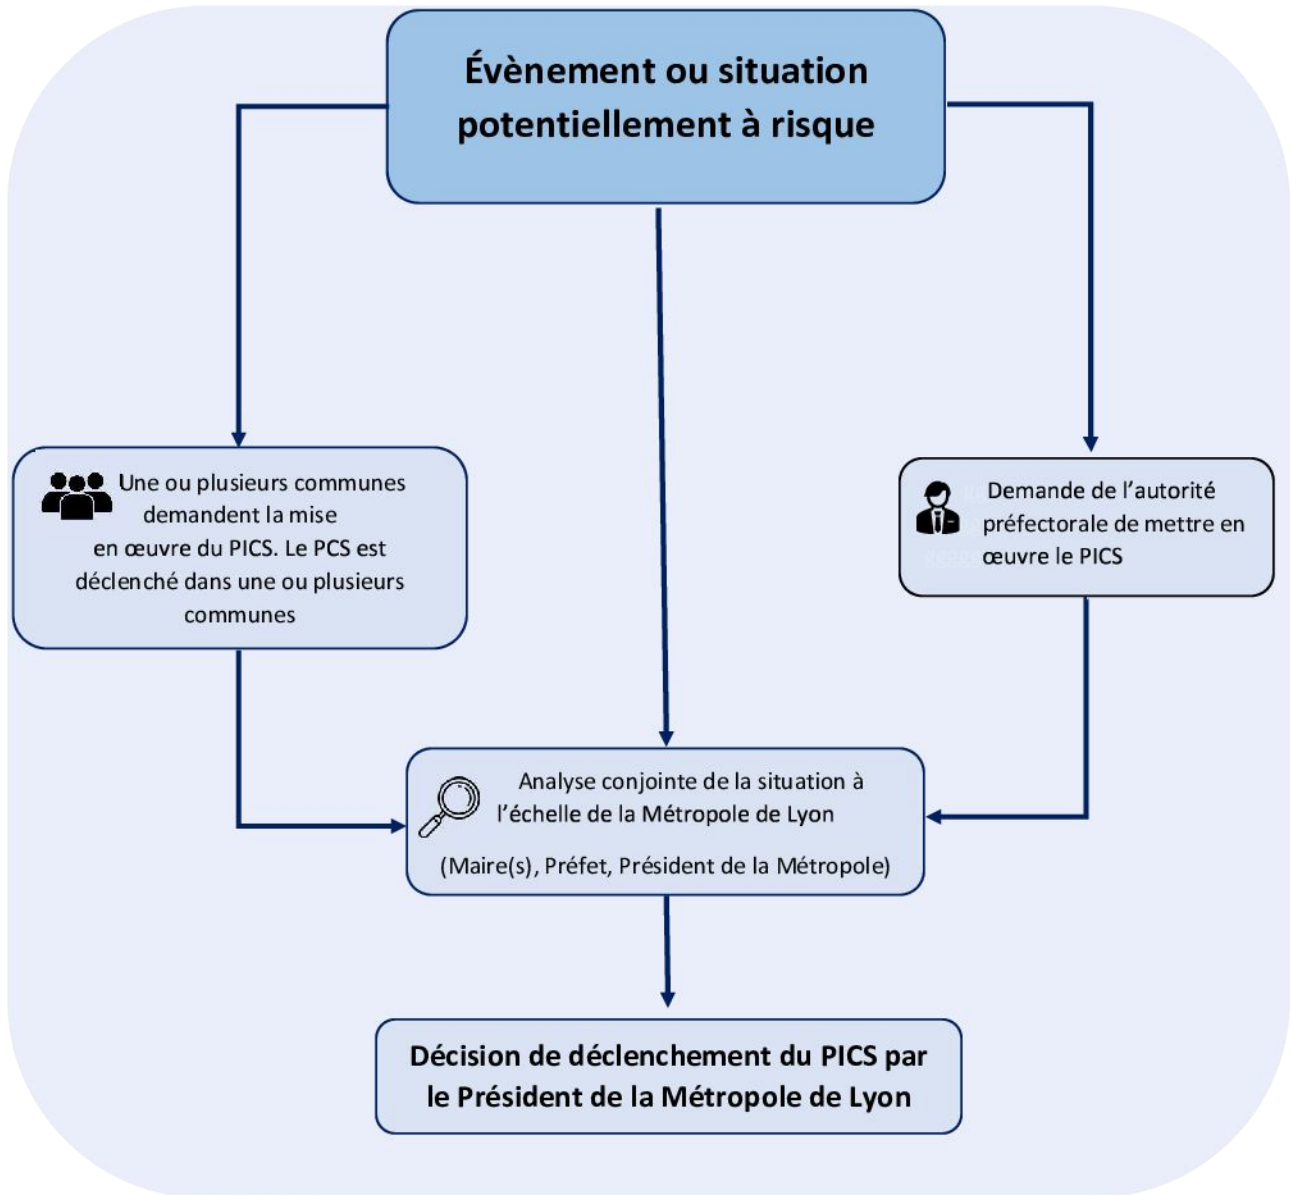 Évènement ou situation
potentiellement à risque
Une ou plusieurs communes
demandent la mise
en œuvre du PICS. Le PCS est
déclenché dans une ou plusieurs
communes
Demande de l’autorité
préfectorale de mettre en
œuvre le PICS
Analyse conjointe de la situation à
l’échelle de la Métropole de Lyon
(Maire(s), Préfet, Président de la Métropole)
Décision de déclenchement du PICS par
le Président de la Métropole de Lyon